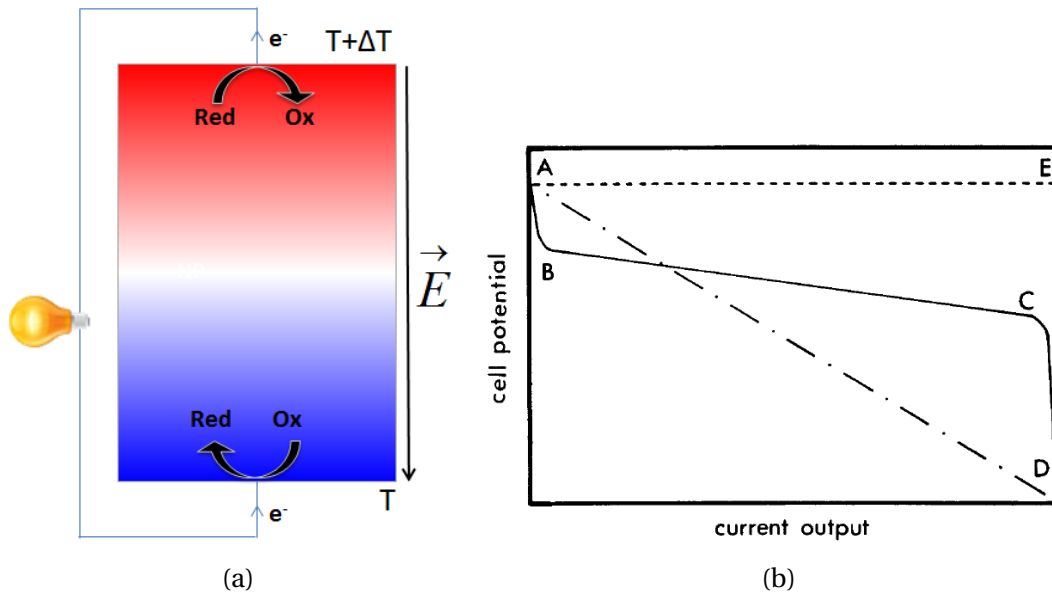 e-
T+ΔT
Red
Ox
E
Red
Ox
T
e-
(a)
A
E
B
C
D
cell potential
current output
(b)